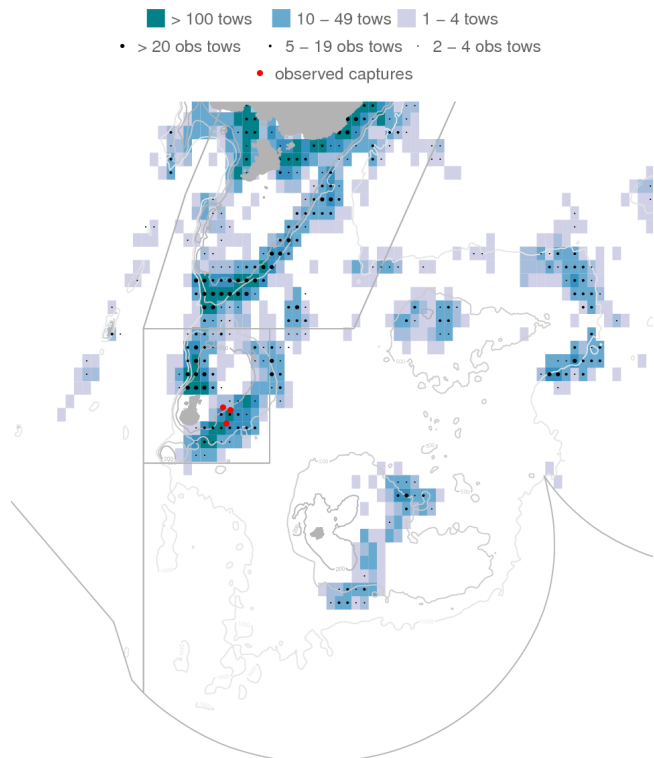 > 100 tows 10 − 49 tows 1 − 4 tows
> 20 obs tows 5 − 19 obs tows 2 − 4 obs tows
observed captures